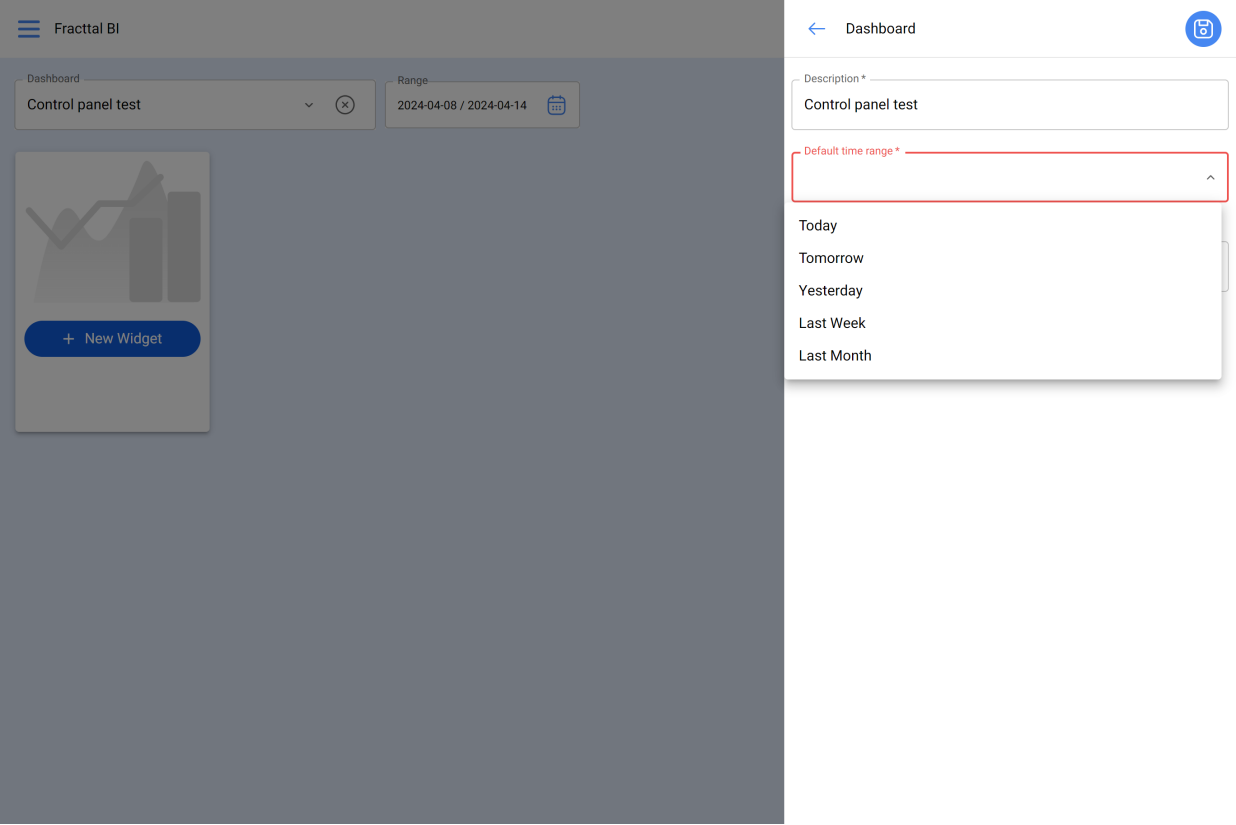 Fracttal BI
Dashboard
Control panel test
Range
2024-04-08 / 2024-04-14
New Widget
Dashboard
Description *
Control panel test
Default time range *
Today
Tomorrow
Yesterday
Last Week
Last Month